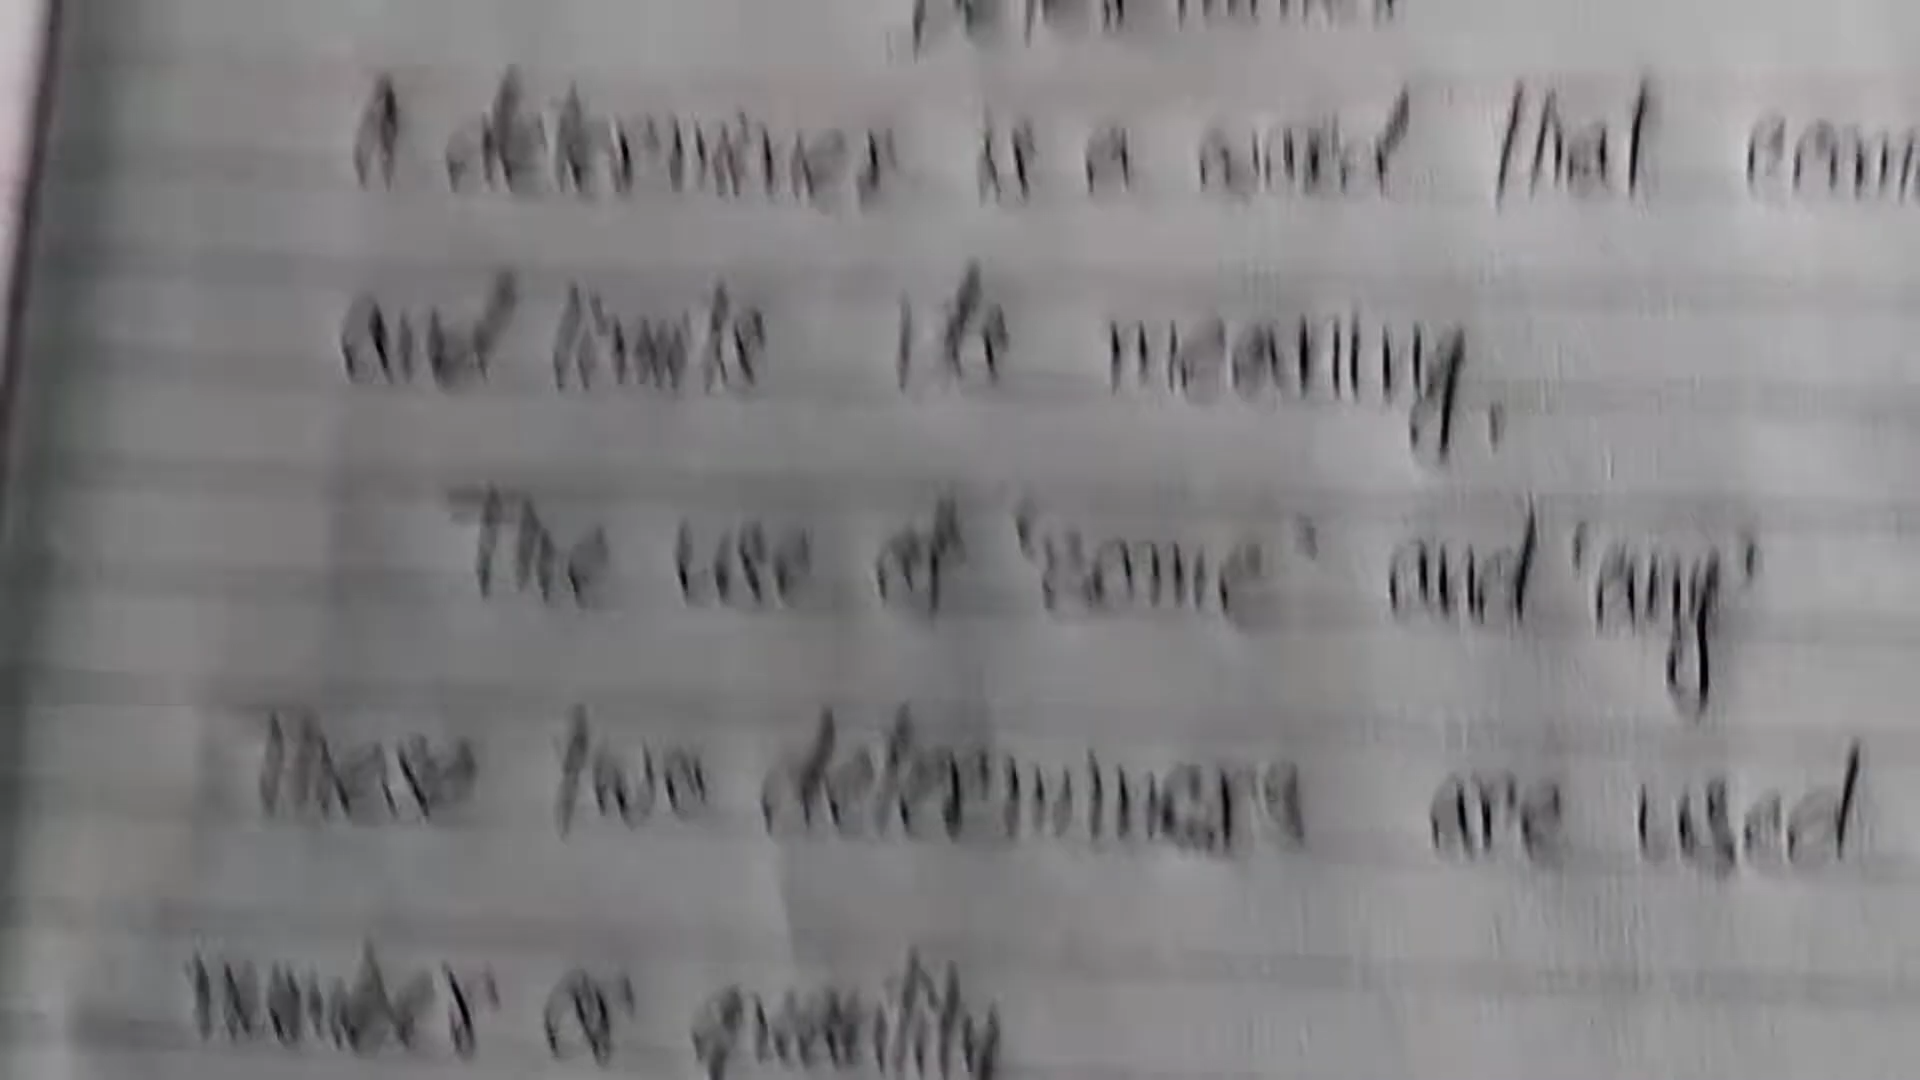 A determiner is a word that
and limits its meaning.
The use of 'some' and 'any'
These two determiners are used
number or quantity